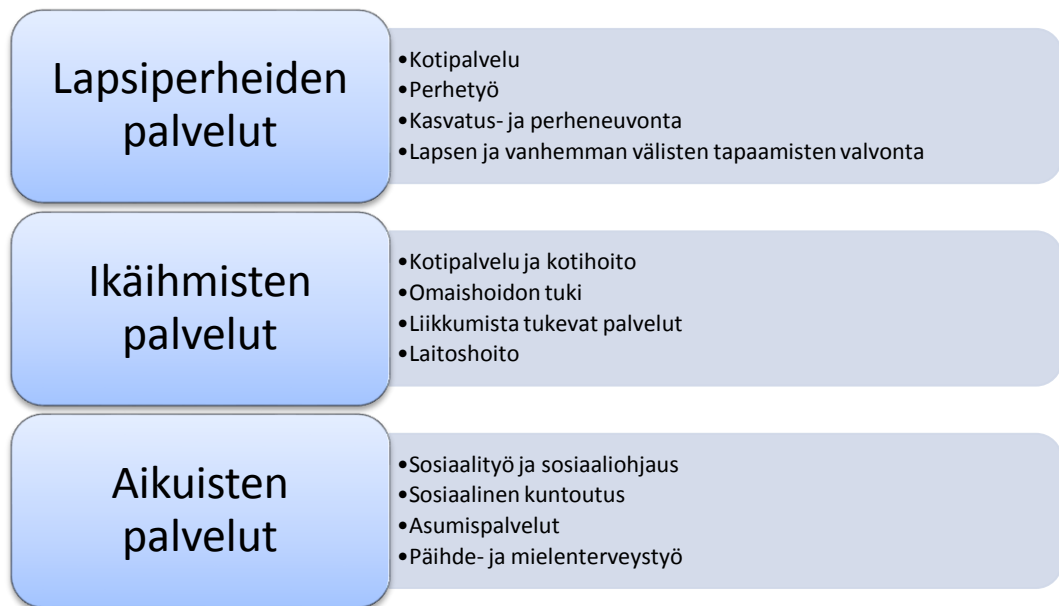 Lapsiperheiden
palvelut
•Kotipalvelu
•Perhetyö
•Kasvatus- ja perheneuvonta
•Lapsen ja vanhemman välisten tapaamisten valvonta
Ikäihmisten
palvelut
•Kotipalvelu ja kotihoito
•Omaishoidon tuki
•Liikkumista tukevat palvelut
•Laitoshoito
Aikuisten
palvelut
•Sosiaalityö ja sosiaaliohjaus
•Sosiaalinen kuntoutus
•Asumispalvelut
•Päihde- ja mielenterveystyö